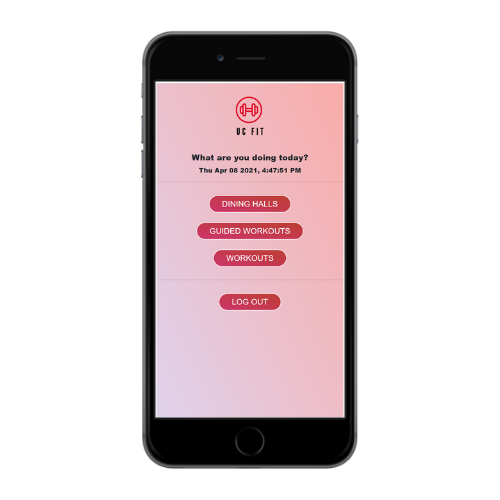 UC FIT
What are you doing today?
Thu Apr 08 2021, 4:47:51 PM
DINING HALLS
GUIDED WORKOUTS
WORKOUTS
LOG OUT